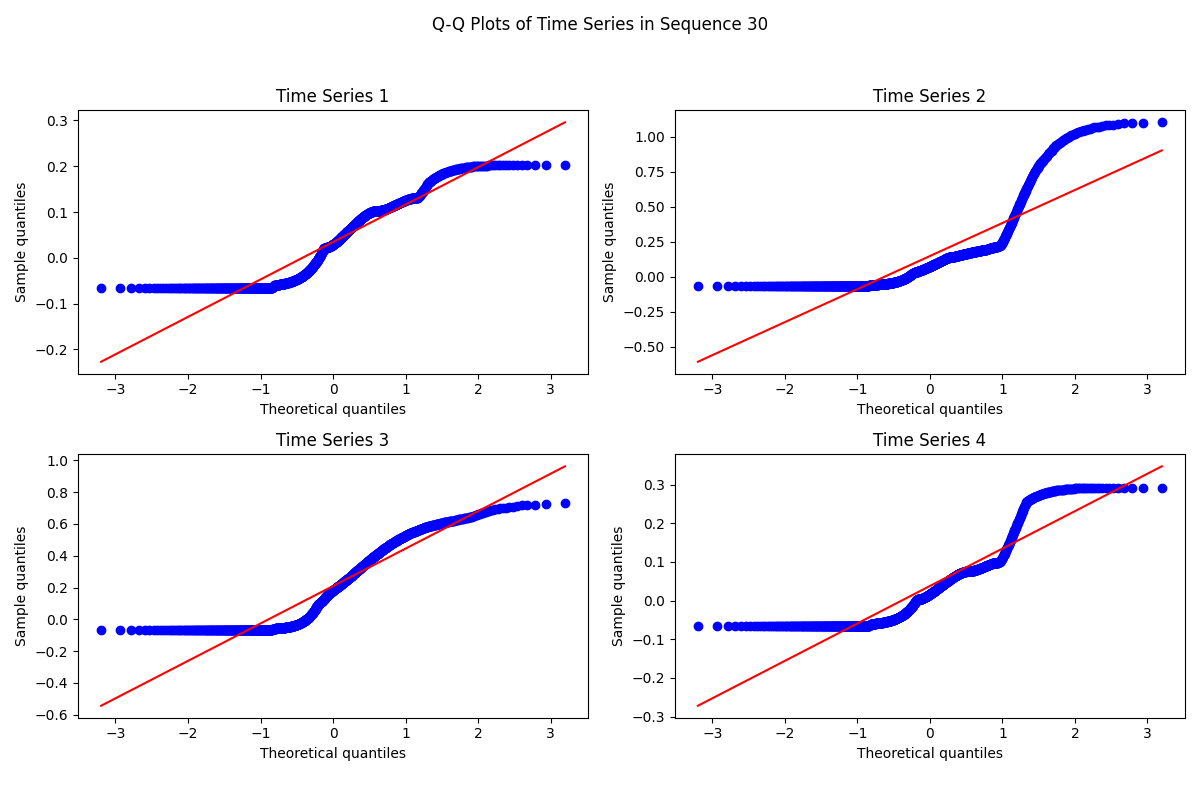 Q-Q Plots of Time Series in Sequence 30
Time Series 1
0.3
0.2
0.1
0.0
−0.1
−0.2
Sample quantiles
−3 −2 −1 0 1 2 3
Theoretical quantiles
Time Series 2
1.00
0.75
0.50
0.25
0.00
−0.25
−0.50
Sample quantiles
−3 −2 −1 0 1 2 3
Theoretical quantiles
Time Series 3
1.0
0.8
0.6
0.4
0.2
0.0
−0.2
−0.4
−0.6
Sample quantiles
−3 −2 −1 0 1 2 3
Theoretical quantiles
Time Series 4
0.3
0.2
0.1
0.0
−0.1
−0.2
−0.3
Sample quantiles
−3 −2 −1 0 1 2 3
Theoretical quantiles